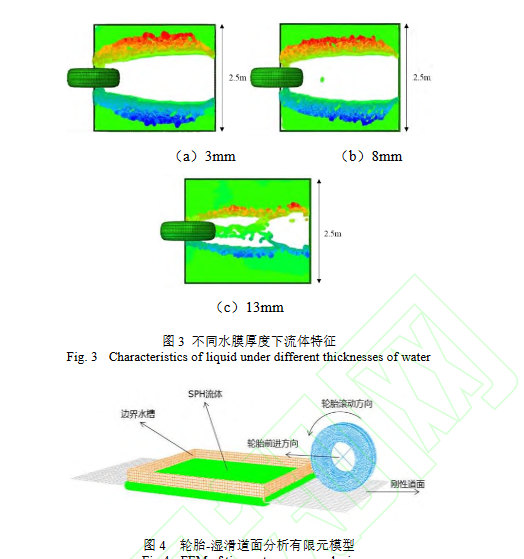 2.5m
2.5m
（a）3mm
（b）8mm
2.5m
（c）13mm
图 3 不同水膜厚度下流体特征
Fig. 3 Characteristics of liquid under different thicknesses of water
SPH流体
轮胎滚动方向
边界水槽
轮胎前进方向
刚性道面
图 4 轮胎-湿滑道面分析有限元模型